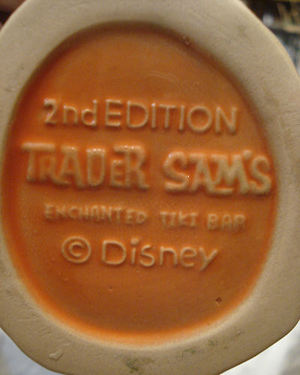 2nd EDITION
TRADER SAM'S
ENCHANTED TIKI BAR
© Disney